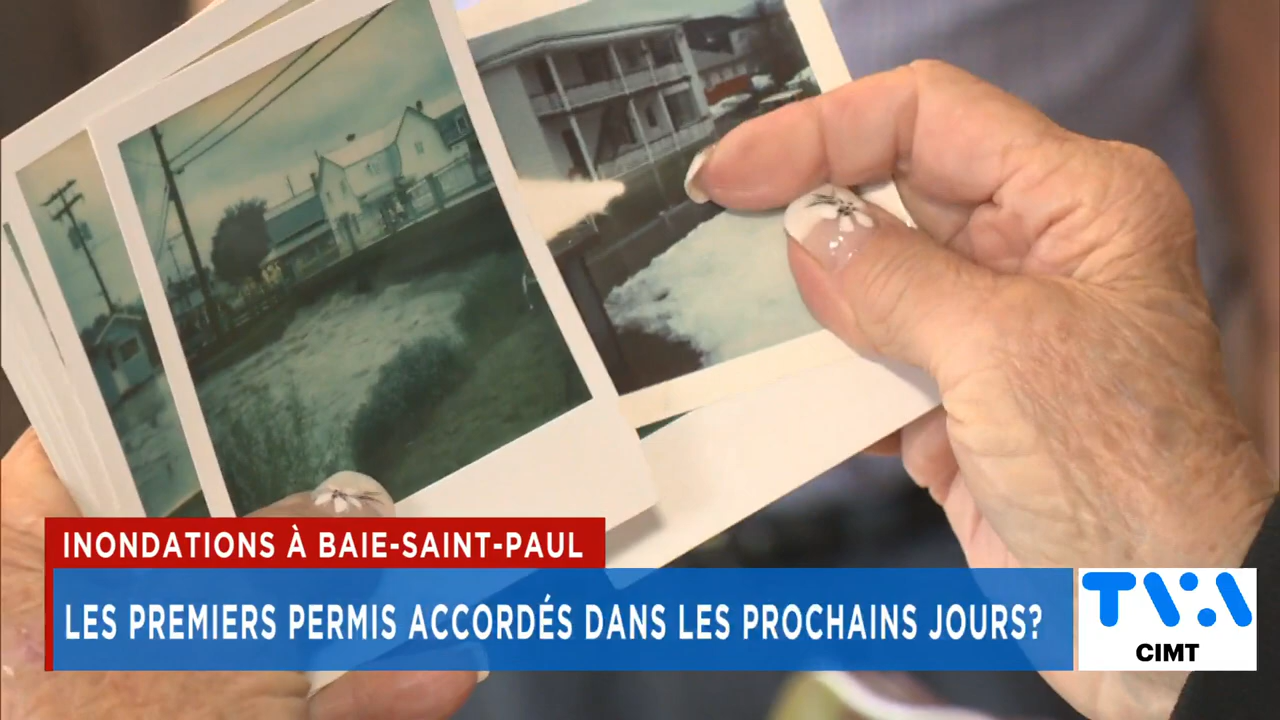 INONDATIONS À BAIE-SAINT-PAUL
LES PREMIERS PERMIS ACCORDÉS DANS LES PROCHAINS JOURS?
TVA
CIMT